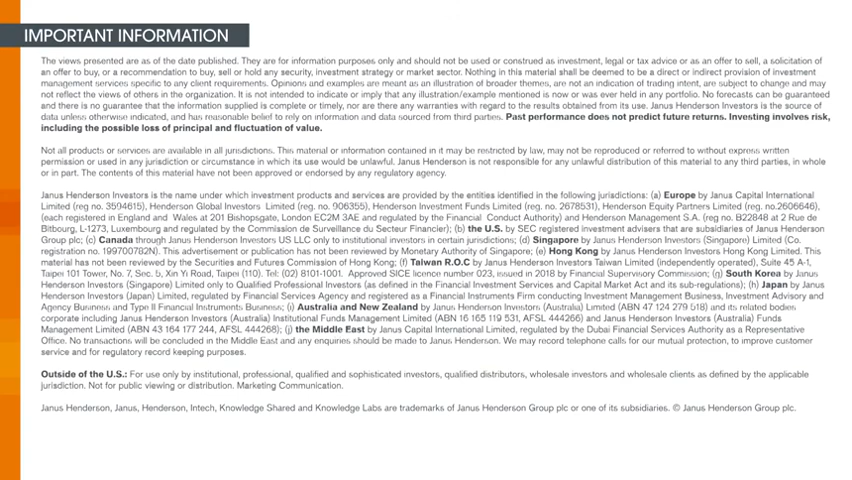 IMPORTANT INFORMATION
The views presented are as of the date published. They are for information purposes only and should not be used or construed as investment, legal or tax advice or as an offer to sell, a solicitation of
an offer to buy, or a recommendation to buy, sell or hold any security, investment strategy or market sector. Nothing in this material shall be deemed to be a direct or indirect provision of investment
management services specific to any client requirements. Opinions and examples are meant as an illustration of broader themes, are not an indication of trading intent, are subject to change and may
not reflect the views of others in the organization. It is not intended to indicate or imply that any illustration/example mentioned is now or was ever held in any portfolio. No forecasts can be guaranteed
and there is no guarantee that the information supplied is complete or timely, nor are there any warranties with regard to the results obtained from its use. Janus Henderson Investors is the source of
data unless otherwise indicated, and has reasonable belief to rely on information and data sourced from third parties. Past performance does not predict future returns. Investing involves risk,
including the possible loss of principal and fluctuation of value.
Not all products or services are available in all jurisdictions. This material or information contained in it may be restricted by law, may not be reproduced or referred to without express written
permission or used in any jurisdiction or circumstance in which its use would be unlawful. Janus Henderson is not responsible for any unlawful distribution of this material to any third parties, in whole
or in part. The contents of this material have not been approved or endorsed by any regulatory agency.
Janus Henderson Investors is the name under which investment products and services are provided by the entities identified in the following jurisdictions: (a) Europe by Janus Capital International
Limited (reg no. 3594615), Henderson Global Investors Limited (reg. no. 906355), Henderson Investment Funds Limited (reg. no. 2678531), Henderson Equity Partners Limited (reg. no.2606646),
(each registered in England and Wales at 201 Bishopsgate, London EC2M 3AE and regulated by the Financial Conduct Authority) and Henderson Management S.A. (reg no. B22848 at 2 Rue de
Bitbourg, L-1273, Luxembourg and regulated by the Commission de Surveillance du Secteur Financier); (b) the U.S. by SEC registered investment advisers that are subsidiaries of Janus Henderson
Group plc; (c) Canada through Janus Henderson Investors US LLC only to institutional investors in certain jurisdictions; (d) Singapore by Janus Henderson Investors (Singapore) Limited (Co.
registration no. 199700782N). This advertisement or publication has not been reviewed by Monetary Authority of Singapore; (e) Hong Kong by Janus Henderson Investors Hong Kong Limited. This
material has not been reviewed by the Securities and Futures Commission of Hong Kong; (f) Taiwan R.O.C by Janus Henderson Investors Taiwan Limited (independently operated), Suite 45 A-1,
Taipei 101 Tower, No. 7, Sec. 5, Xin Yi Road, Taipei (110). Tel: (02) 8101-1001. Approved SICE licence number 023, issued in 2018 by Financial Supervisory Commission; (g) South Korea by Janus
Henderson Investors (Singapore) Limited only to Qualified Professional Investors (as defined in the Financial Investment Services and Capital Market Act and its sub-regulations); (h) Japan by Janus
Henderson Investors (Japan) Limited, regulated by Financial Services Agency and registered as a Financial Instruments Firm conducting Investment Management Business, Investment Advisory and
Agency Business and Type II Financial Instruments Business; (i) Australia and New Zealand by Janus Henderson Investors (Australia) Limited (ABN 47 124 279 518) and its related bodies
corporate including Janus Henderson Investors (Australia) Institutional Funds Management Limited (ABN 16 165 119 531, AFSL 444266) and Janus Henderson Investors (Australia) Funds
Management Limited (ABN 43 164 177 244, AFSL 444268); (j) the Middle East by Janus Capital International Limited, regulated by the Dubai Financial Services Authority as a Representative
Office. No transactions will be concluded in the Middle East and any enquiries should be made to Janus Henderson. We may record telephone calls for our mutual protection, to improve customer
service and for regulatory record keeping purposes.
Outside of the U.S.: For use only by institutional, professional, qualified and sophisticated investors, qualified distributors, wholesale investors and wholesale clients as defined by the applicable
jurisdiction. Not for public viewing or distribution. Marketing Communication.
Janus Henderson, Janus, Henderson, Intech, Knowledge Shared and Knowledge Labs are trademarks of Janus Henderson Group plc or one of its subsidiaries. © Janus Henderson Group plc.